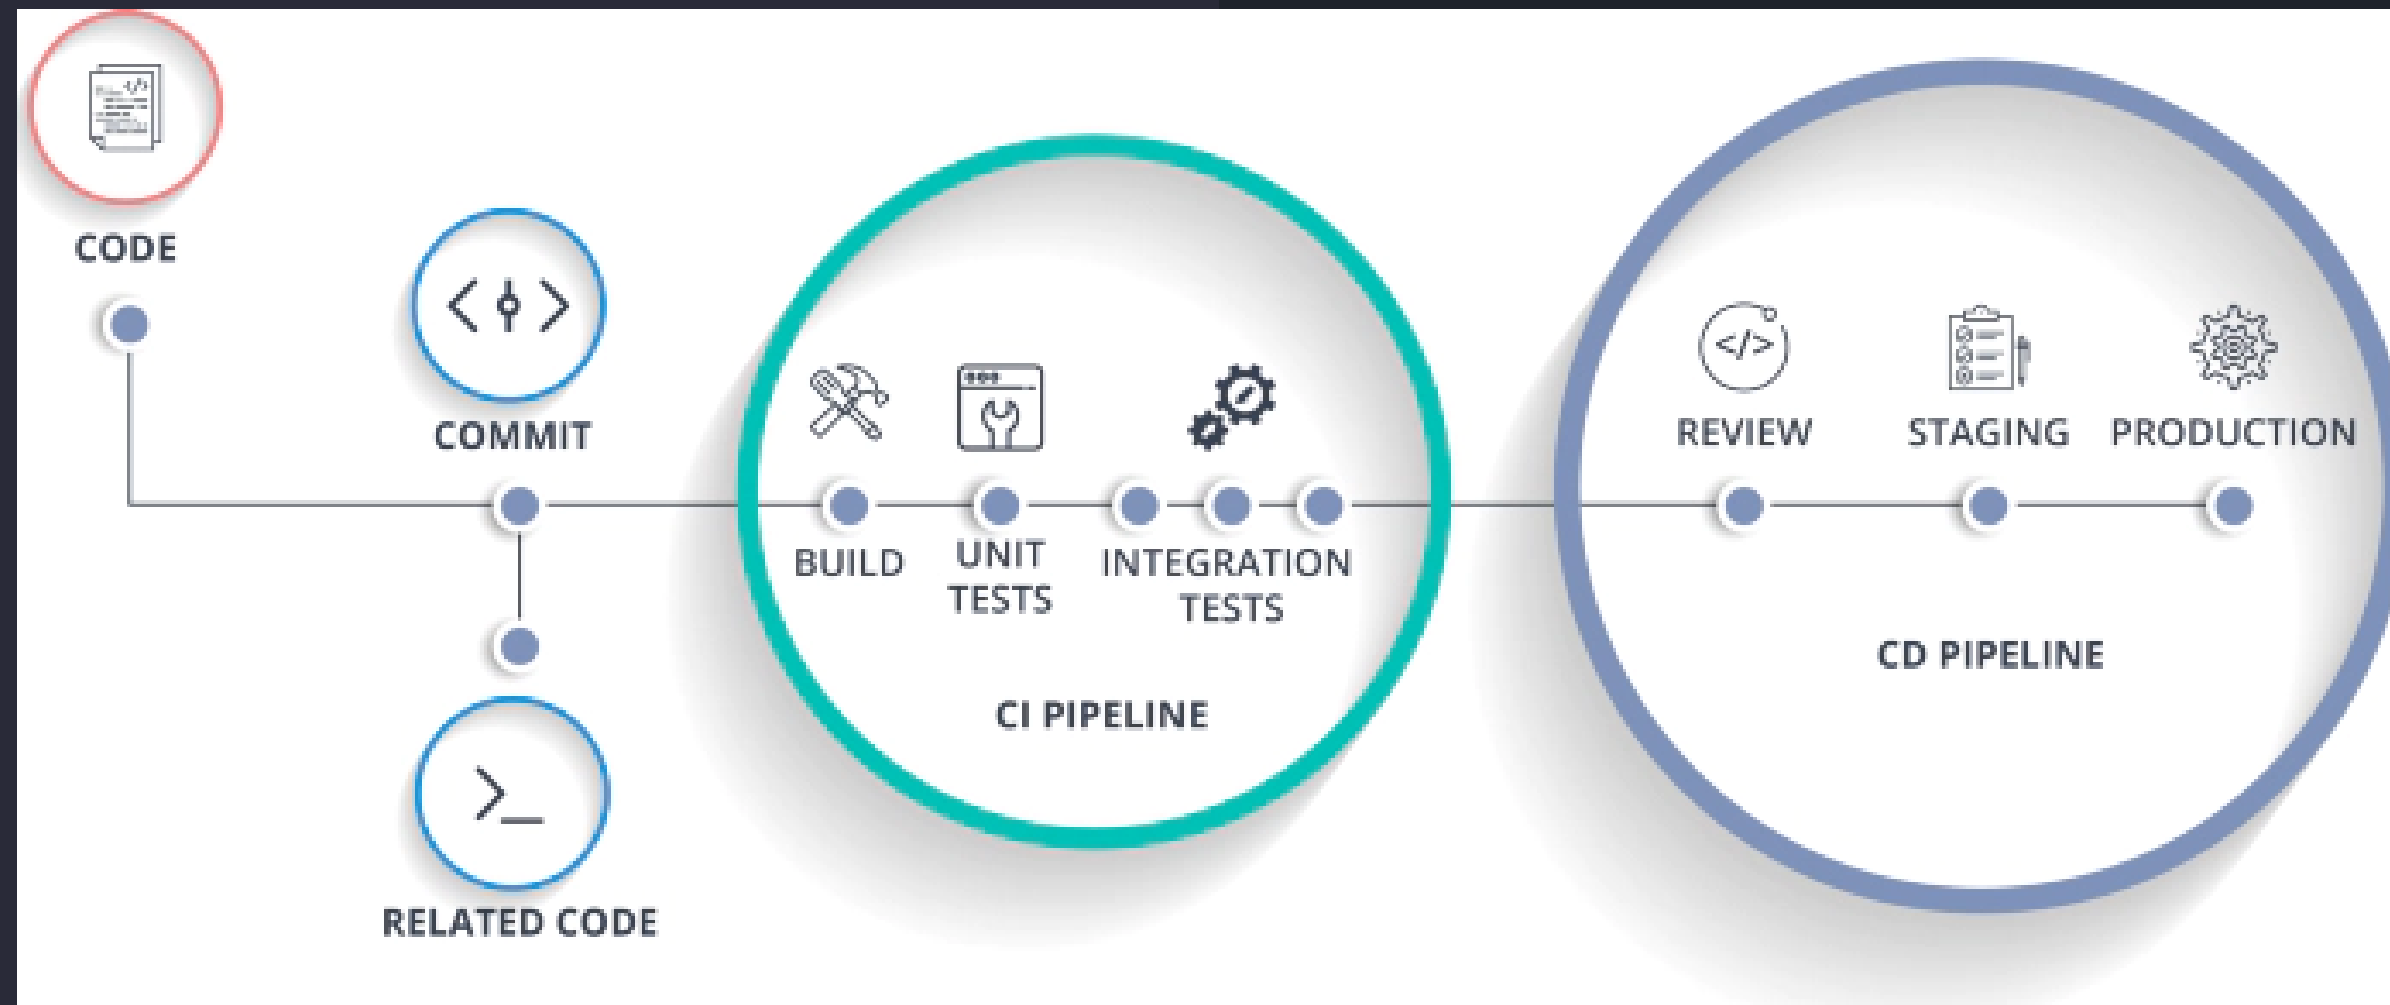 CODE
COMMIT
RELATED CODE
BUILD
UNIT
TESTS
INTEGRATION
TESTS
CI PIPELINE
REVIEW
STAGING
PRODUCTION
CD PIPELINE